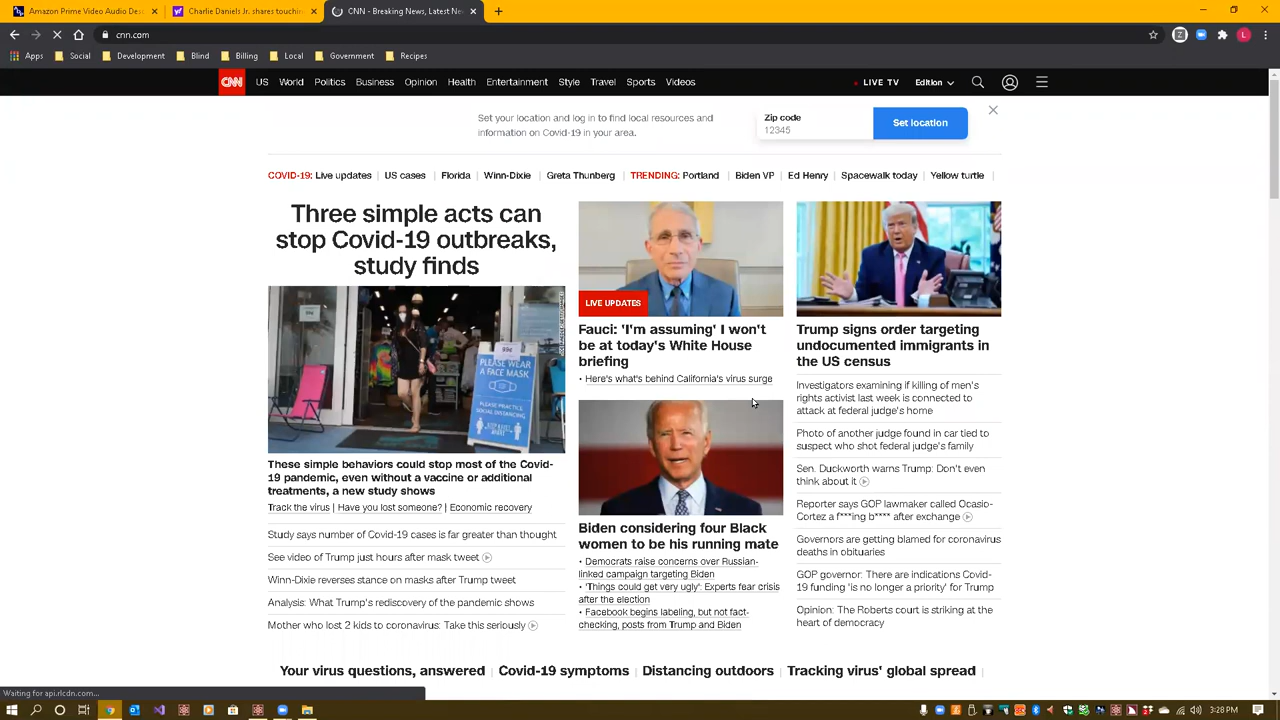 Amazon Prime Video Audio Des
Charlie Daniels Jr. shares touchin
CNN - Breaking News, Latest Ne
cnn.com
Apps Social Development Blind Billing Local Government Recipes
CNN US World Politics Business Opinion Health Entertainment Style Travel Sports Videos LIVE TV Edition
Set your location and log in to find local resources and
information on Covid-19 in your area.
Zip code
12345
Set location
COVID-19: Live updates | US cases | Florida | Winn-Dixie | Greta Thunberg | TRENDING: Portland | Biden VP | Ed Henry | Spacewalk today | Yellow turtle |
Three simple acts can
stop Covid-19 outbreaks,
study finds
PLEASE WEAR
A FACE MASK
PLEASE PRACTICE
SOCIAL DISTANCING
These simple behaviors could stop most of the Covid-
19 pandemic, even without a vaccine or additional
treatments, a new study shows
Track the virus | Have you lost someone? | Economic recovery
Study says number of Covid-19 cases is far greater than thought
See video of Trump just hours after mask tweet
Winn-Dixie reverses stance on masks after Trump tweet
Analysis: What Trump's rediscovery of the pandemic shows
Mother who lost 2 kids to coronavirus: Take this seriously
LIVE UPDATES
Fauci: 'I'm assuming' I won't
be at today's White House
briefing
• Here's what's behind California's virus surge
Biden considering four Black
women to be his running mate
• Democrats raise concerns over Russian-
linked campaign targeting Biden
• 'Things could get very ugly': Experts fear crisis
after the election
• Facebook begins labeling, but not fact-
checking, posts from Trump and Biden
Trump signs order targeting
undocumented immigrants in
the US census
Investigators examining if killing of men's
rights activist last week is connected to
attack at federal judge's home
Photo of another judge found in car tied to
suspect who shot federal judge's family
Sen. Duckworth warns Trump: Don't even
think about it
Reporter says GOP lawmaker called Ocasio-
Cortez a f***ing b**** after exchange
Governors are getting blamed for coronavirus
deaths in obituaries
GOP governor: There are indications Covid-
19 funding 'is no longer a priority' for Trump
Opinion: The Roberts court is striking at the
heart of democracy
Your virus questions, answered | Covid-19 symptoms | Distancing outdoors | Tracking virus' global spread |
Waiting for api.rlcdn.com...
3:28 PM